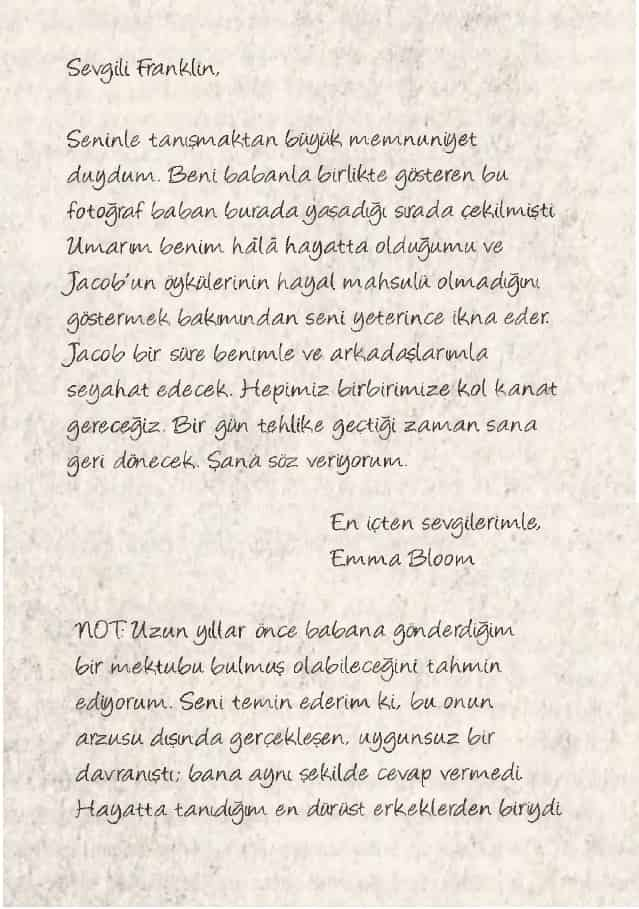 Sevgili Franklin,
Seninle tanışmaktan büyük memnuniyet
duydum. Beni babanla birlikte gösteren bu
fotoğraf baban burada yaşadığı sırada çekilmişti
Umarım benim hâlâ hayatta olduğumu ve
Jacob'un öykülerinin hayal mahsulü olmadığını
göstermek bakımından seni yeterince ikna eder.
Jacob bir süre benimle ve arkadaşlarımla
seyahat edecek. Hepimiz birbirimize kol kanat
gereceğiz. Bir gün tehlike geçtiği zaman sana
geri dönecek. Sana söz veriyorum.
En içten sevgilerimle,
Emma Bloom
NOT: Uzun yıllar önce babana gönderdiğim
bir mektubu bulmuş olabileceğini tahmin
ediyorum. Seni temin ederim ki, bu onun
arzusu dışında gerçekleşen, uygunsuz bir
davranıştı; bana aynı şekilde cevap vermedi.
Hayatta tanıdığım en dürüst erkeklerden biriydi